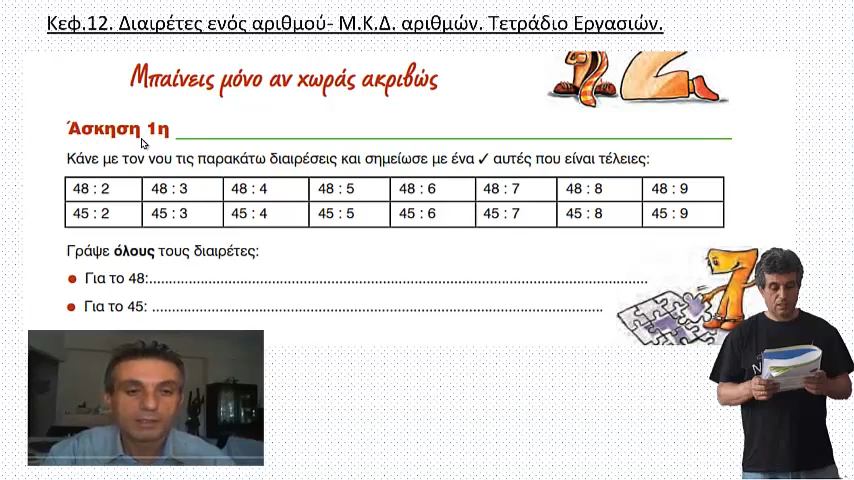 Κεφ.12. Διαιρέτες ενός αριθμού- Μ.Κ.Δ. αριθμών. Τετράδιο Εργασιών.
Μπαίνεις μόνο αν χωράς ακριβώς
Άσκηση 1η
Κάνε με τον νου τις παρακάτω διαιρέσεις και σημείωσε με ένα ✓ αυτές που είναι τέλειες:
48 : 2 48 : 3 48 : 4 48 : 5 48 : 6 48 : 7 48 : 8 48 : 9
45 : 2 45 : 3 45 : 4 45 : 5 45 : 6 45 : 7 45 : 8 45 : 9
Γράψε όλους τους διαιρέτες:
• Για το 48:
• Για το 45: